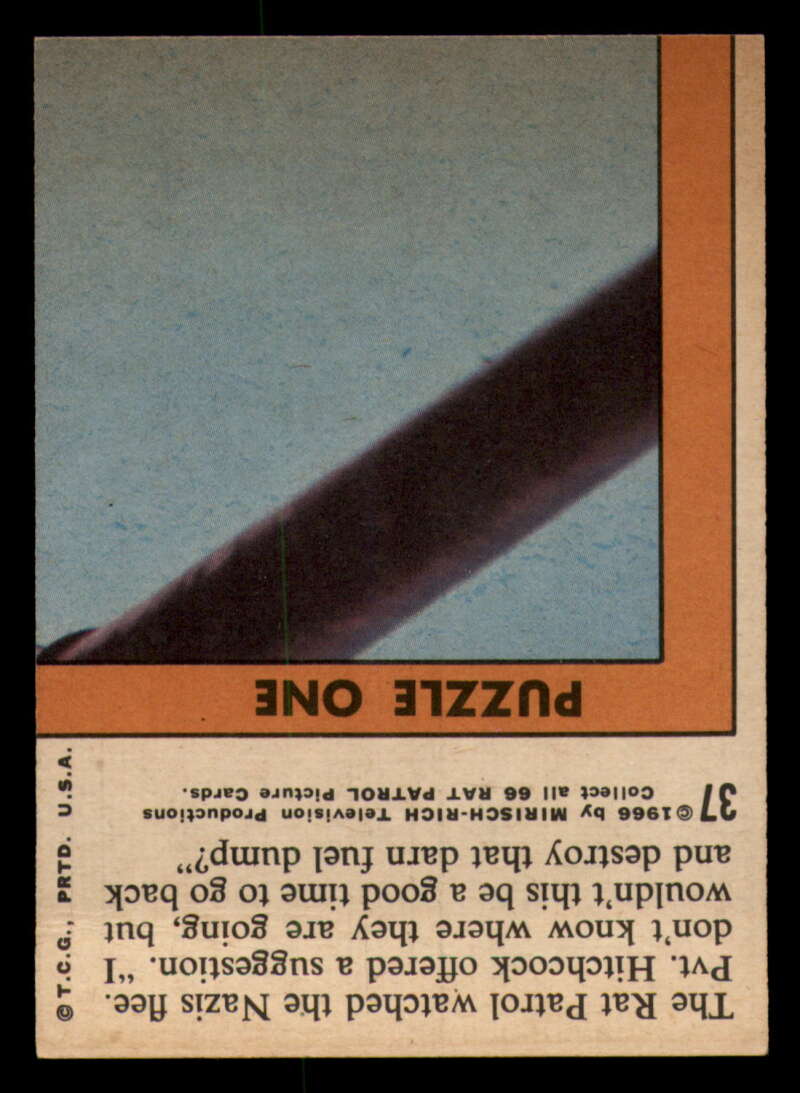 The Rat Patrol watched the Nazis flee.
Pvt. Hitchcock offered a suggestion. "I
don't know where they are going, but
wouldn't this be a good time to go back
and destroy that darn fuel dump?"
37 ©1966 by MIRISCH-RICH Television Productions
Collect all 66 RAT PATROL Picture Cards.
PUZZLE ONE
© T.C.G., PRTD. U.S.A.